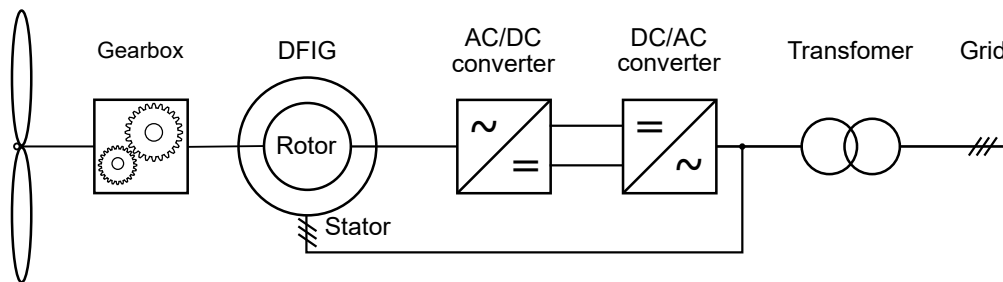 Gearbox
DFIG
AC/DC
converter
DC/AC
converter
Transfomer
Grid
Rotor
Stator